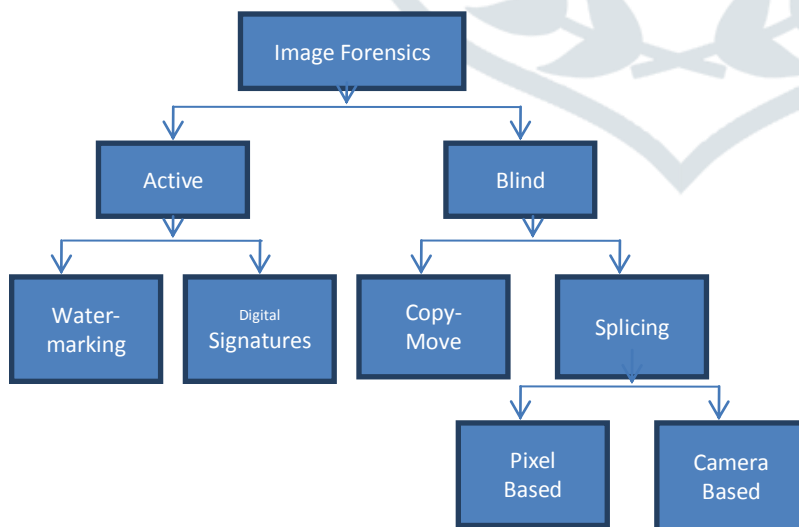 Image Forensics
Active
Blind
Water-
marking
Digital
Signatures
Copy-
Move
Splicing
Pixel
Based
Camera
Based